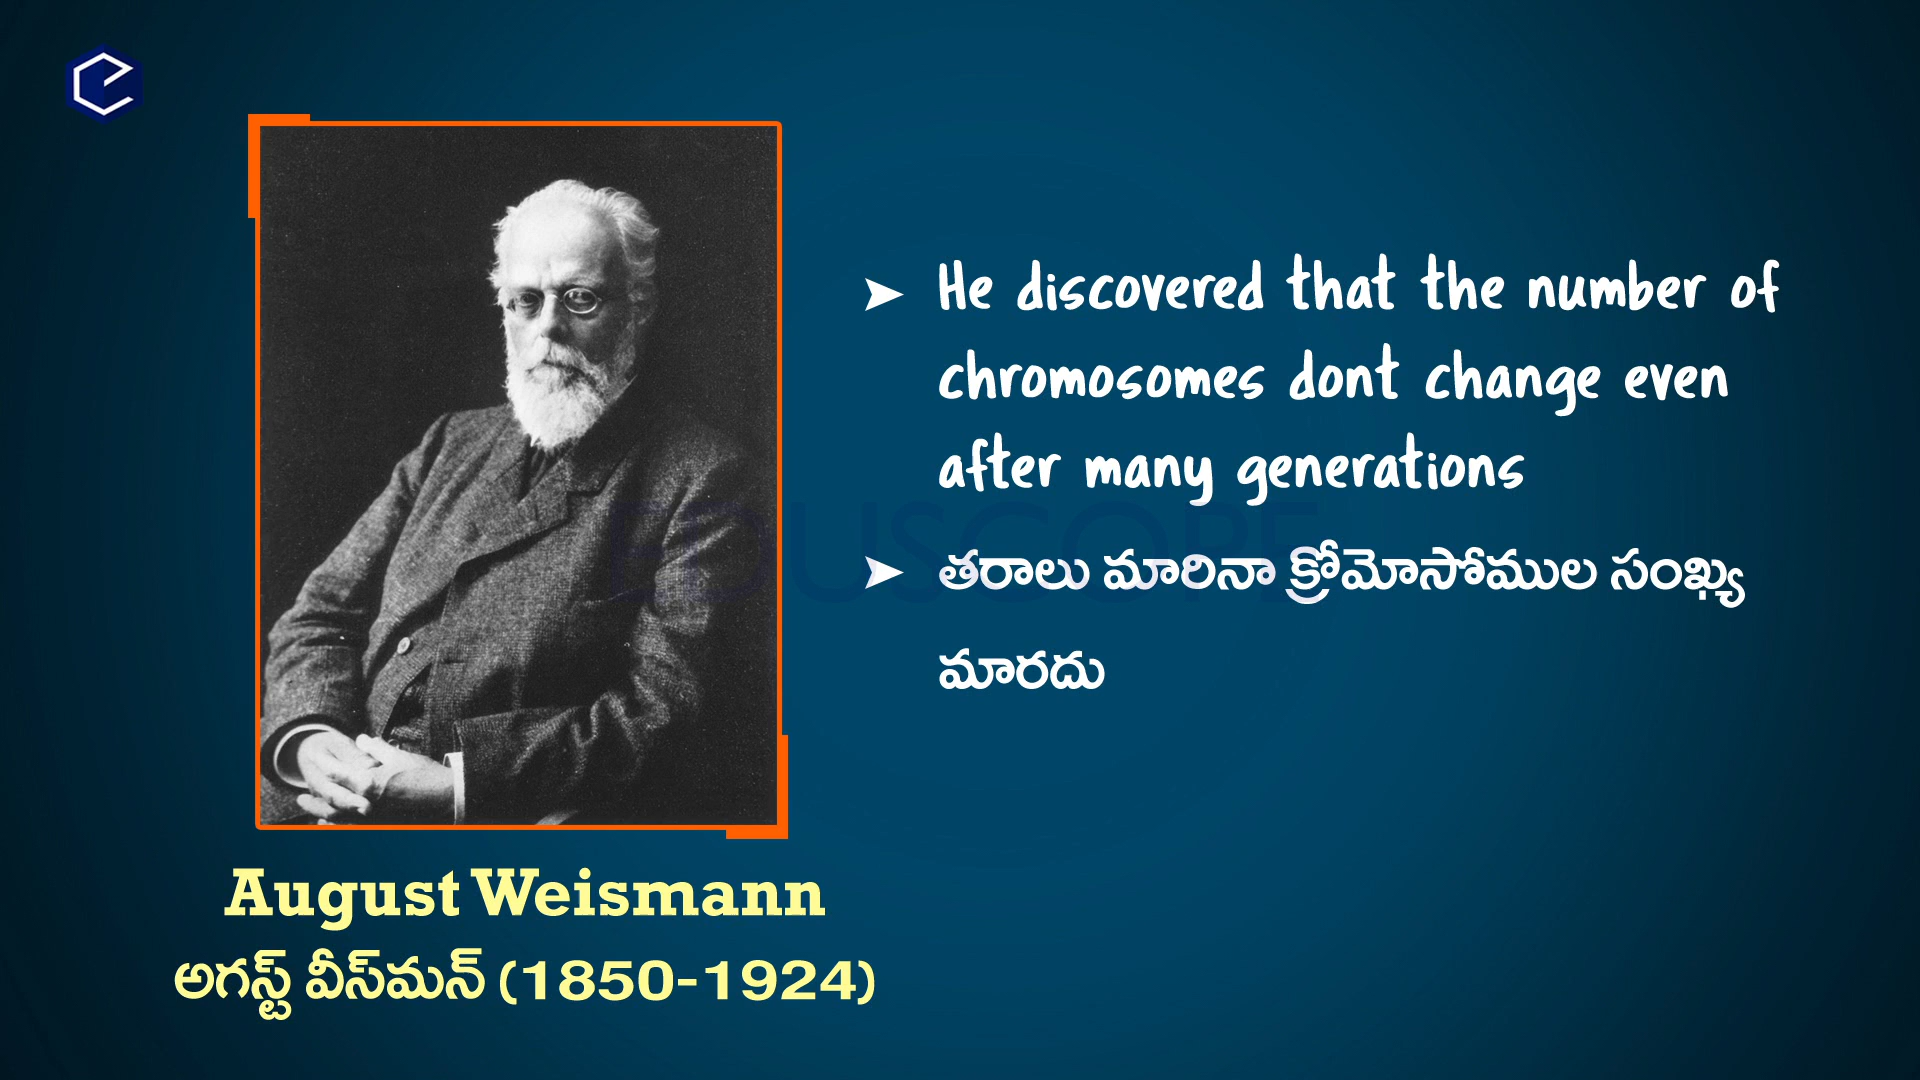 He discovered that the number of
chromosomes dont change even
after many generations
EDUSCOPE
తరాలు మారినా క్రోమోసోముల సంఖ్య
మారదు
August Weismann
అగస్ట్ వీస్‌మన్ (1850-1924)